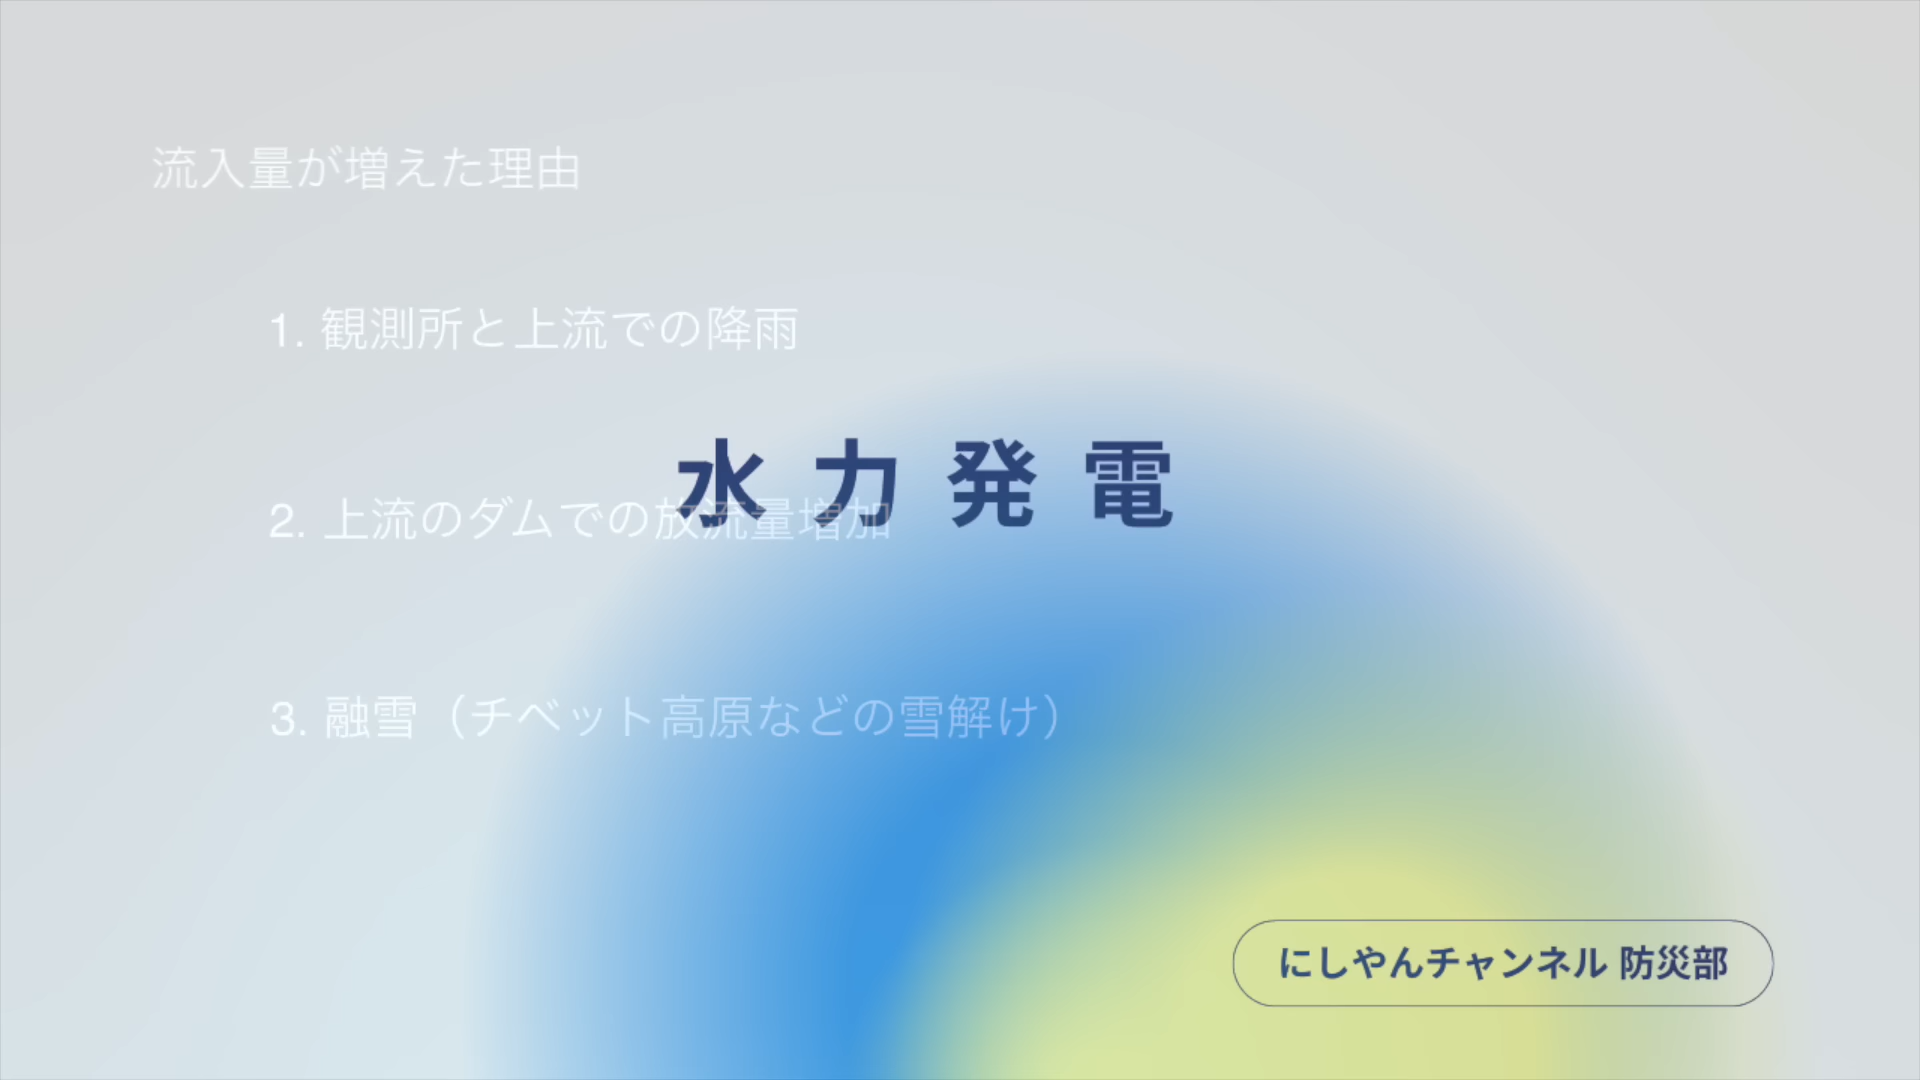 流入量が増えた理由
1. 観測所と上流での降雨
水力発電
2. 上流のダムでの放流量増加
3. 融雪（チベット高原などの雪解け）
にしやんチャンネル 防災部